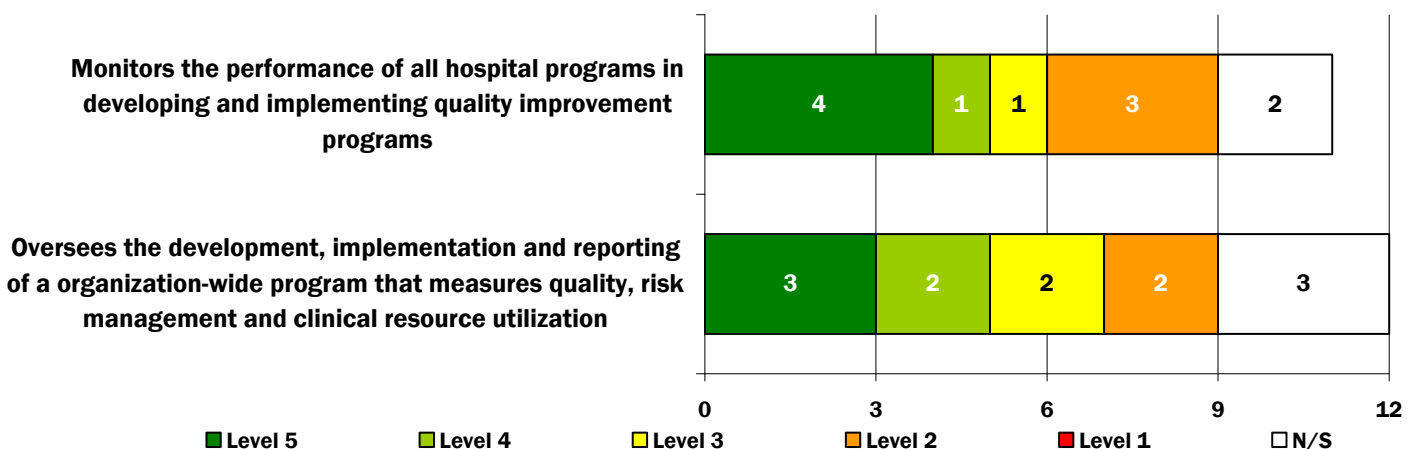 Monitors the performance of all hospital programs in
developing and implementing quality improvement
programs
4 1 1 3 2
Oversees the development, implementation and reporting
of a organization-wide program that measures quality, risk
management and clinical resource utilization
3 2 2 2 3
0 3 6 9 12
Level 5 Level 4 Level 3 Level 2 Level 1 N/S